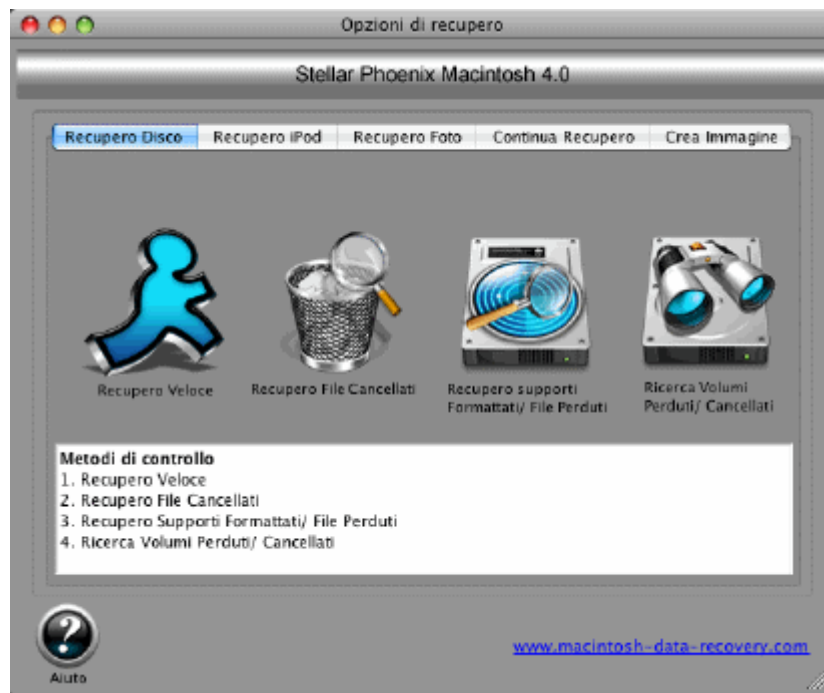 Opzioni di recupero
Stellar Phoenix Macintosh 4.0
Recupero Disco Recupero iPod Recupero Foto Continua Recupero Crea Immagine
Recupero Veloce
Recupero File Cancellati
Recupero supporti
Formattati/ File Perduti
Ricerca Volumi
Perduti/ Cancellati
Metodi di controllo
1. Recupero Veloce
2. Recupero File Cancellati
3. Recupero Supporti Formattati/ File Perduti
4. Ricerca Volumi Perduti/ Cancellati
?
Aiuto
www.macintosh-data-recovery.com